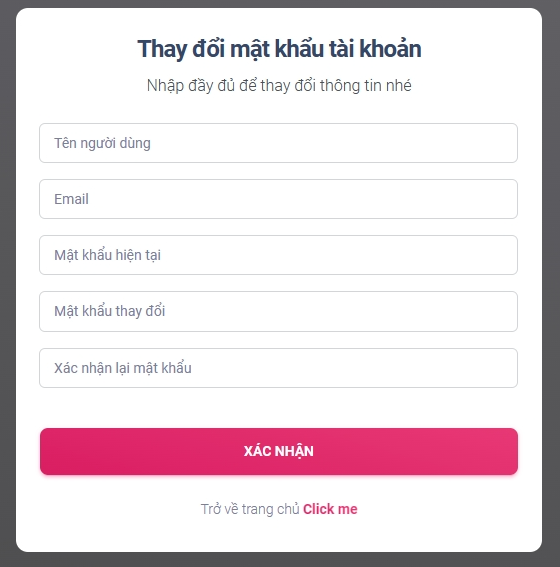 Thay đổi mật khẩu tài khoản
Nhập đầy đủ để thay đổi thông tin nhé
Tên người dùng
Email
Mật khẩu hiện tại
Mật khẩu thay đổi
Xác nhận lại mật khẩu
XÁC NHẬN
Trở về trang chủ Click me